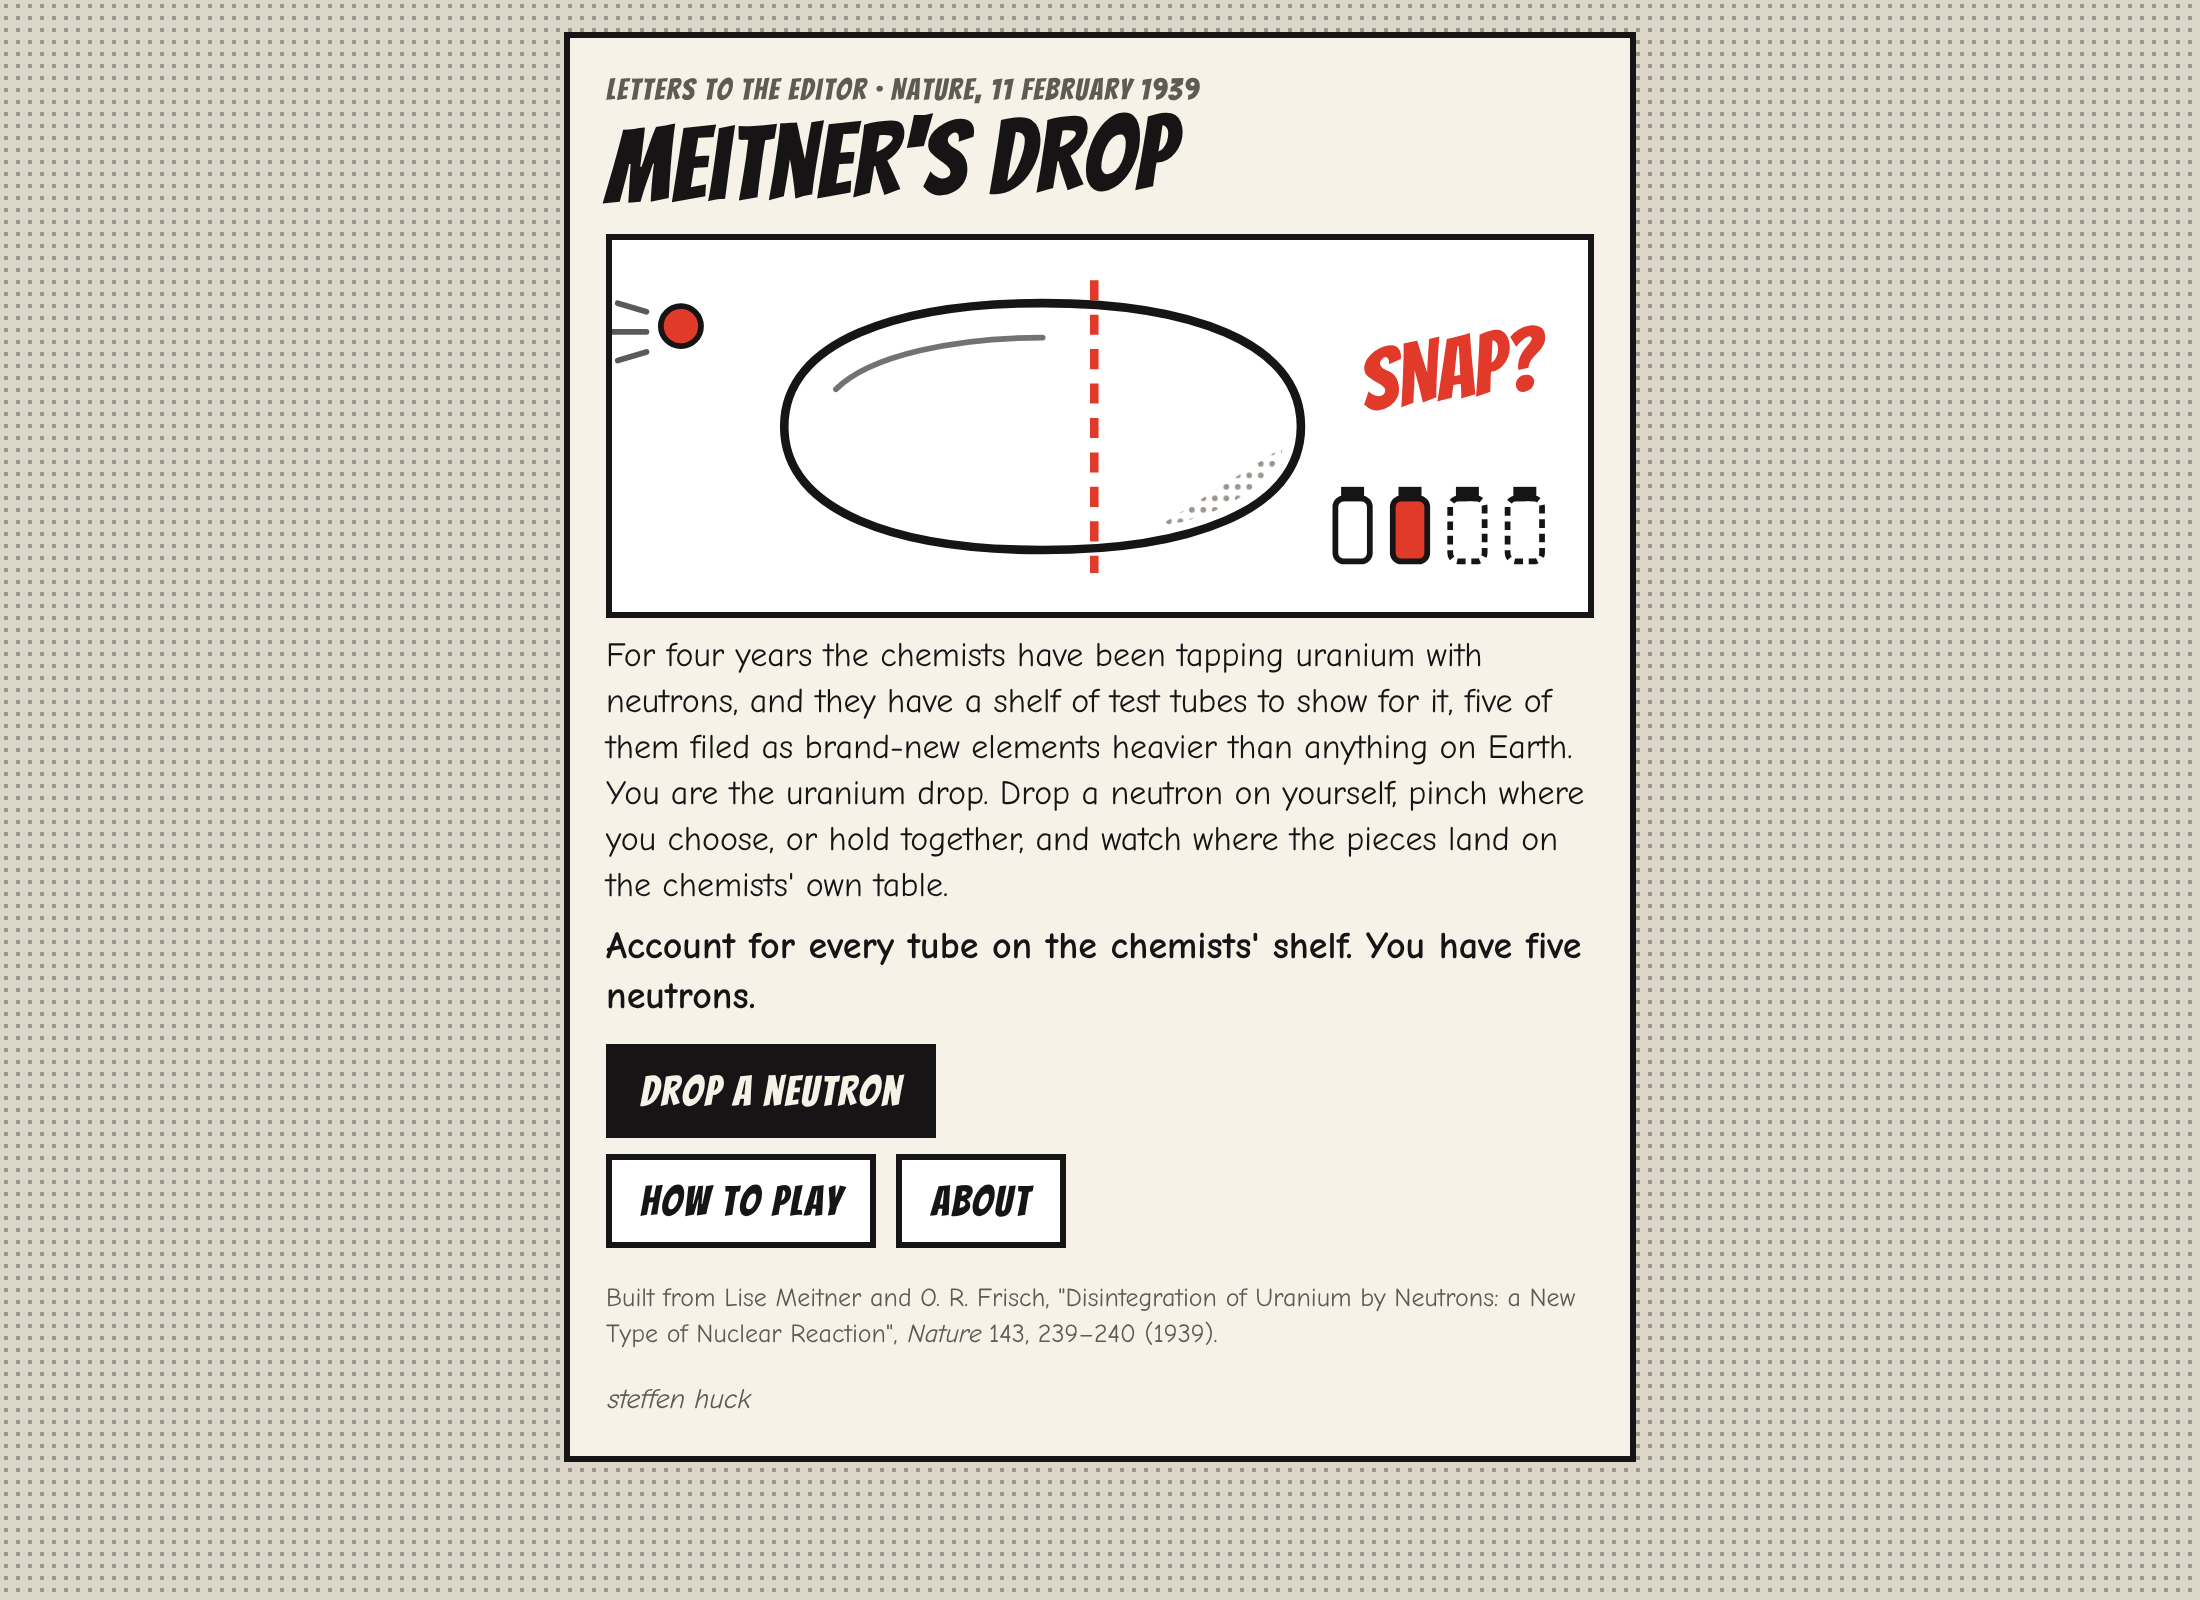 LETTERS TO THE EDITOR · NATURE, 11 FEBRUARY 1939
MEITNER'S DROP
SNAP?
For four years the chemists have been tapping uranium with
neutrons, and they have a shelf of test tubes to show for it, five of
them filed as brand-new elements heavier than anything on Earth.
You are the uranium drop. Drop a neutron on yourself, pinch where
you choose, or hold together, and watch where the pieces land on
the chemists' own table.
Account for every tube on the chemists' shelf. You have five
neutrons.
DROP A NEUTRON
HOW TO PLAY
ABOUT
Built from Lise Meitner and O. R. Frisch, "Disintegration of Uranium by Neutrons: a New
Type of Nuclear Reaction", Nature 143, 239–240 (1939).
steffen huck